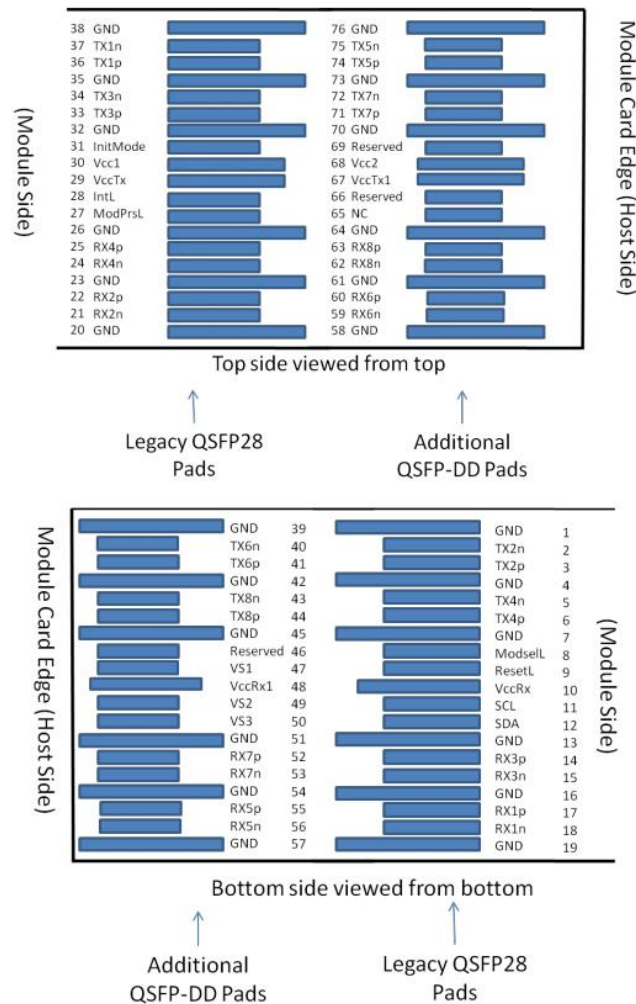 (Module Side)
38 GND 76 GND
37 TX1n 75 TX5n
36 TX1p 74 TX5p
35 GND 73 GND
34 TX3n 72 TX7n
33 TX3p 71 TX7p
32 GND 70 GND
31 InitMode 69 Reserved
30 Vcc1 68 Vcc2
29 VccTx 67 VccTx1
28 IntL 66 Reserved
27 ModPrsL 65 NC
26 GND 64 GND
25 RX4p 63 RX8p
24 RX4n 62 RX8n
23 GND 61 GND
22 RX2p 60 RX6p
21 RX2n 59 RX6n
20 GND 58 GND
Module Card Edge (Host Side)
Top side viewed from top
Legacy QSFP28
Pads
Additional
QSFP-DD Pads
Module Card Edge (Host Side)
GND 39 GND 1
TX6n 40 TX2n 2
TX6p 41 TX2p 3
GND 42 GND 4
TX8n 43 TX4n 5
TX8p 44 TX4p 6
GND 45 GND 7
Reserved 46 ModselL 8
VS1 47 ResetL 9
VccRx1 48 VccRx 10
VS2 49 SCL 11
VS3 50 SDA 12
GND 51 GND 13
RX7p 52 RX3p 14
RX7n 53 RX3n 15
GND 54 GND 16
RX5p 55 RX1p 17
RX5n 56 RX1n 18
GND 57 GND 19
(Module Side)
Bottom side viewed from bottom
Additional
QSFP-DD Pads
Legacy QSFP28
Pads